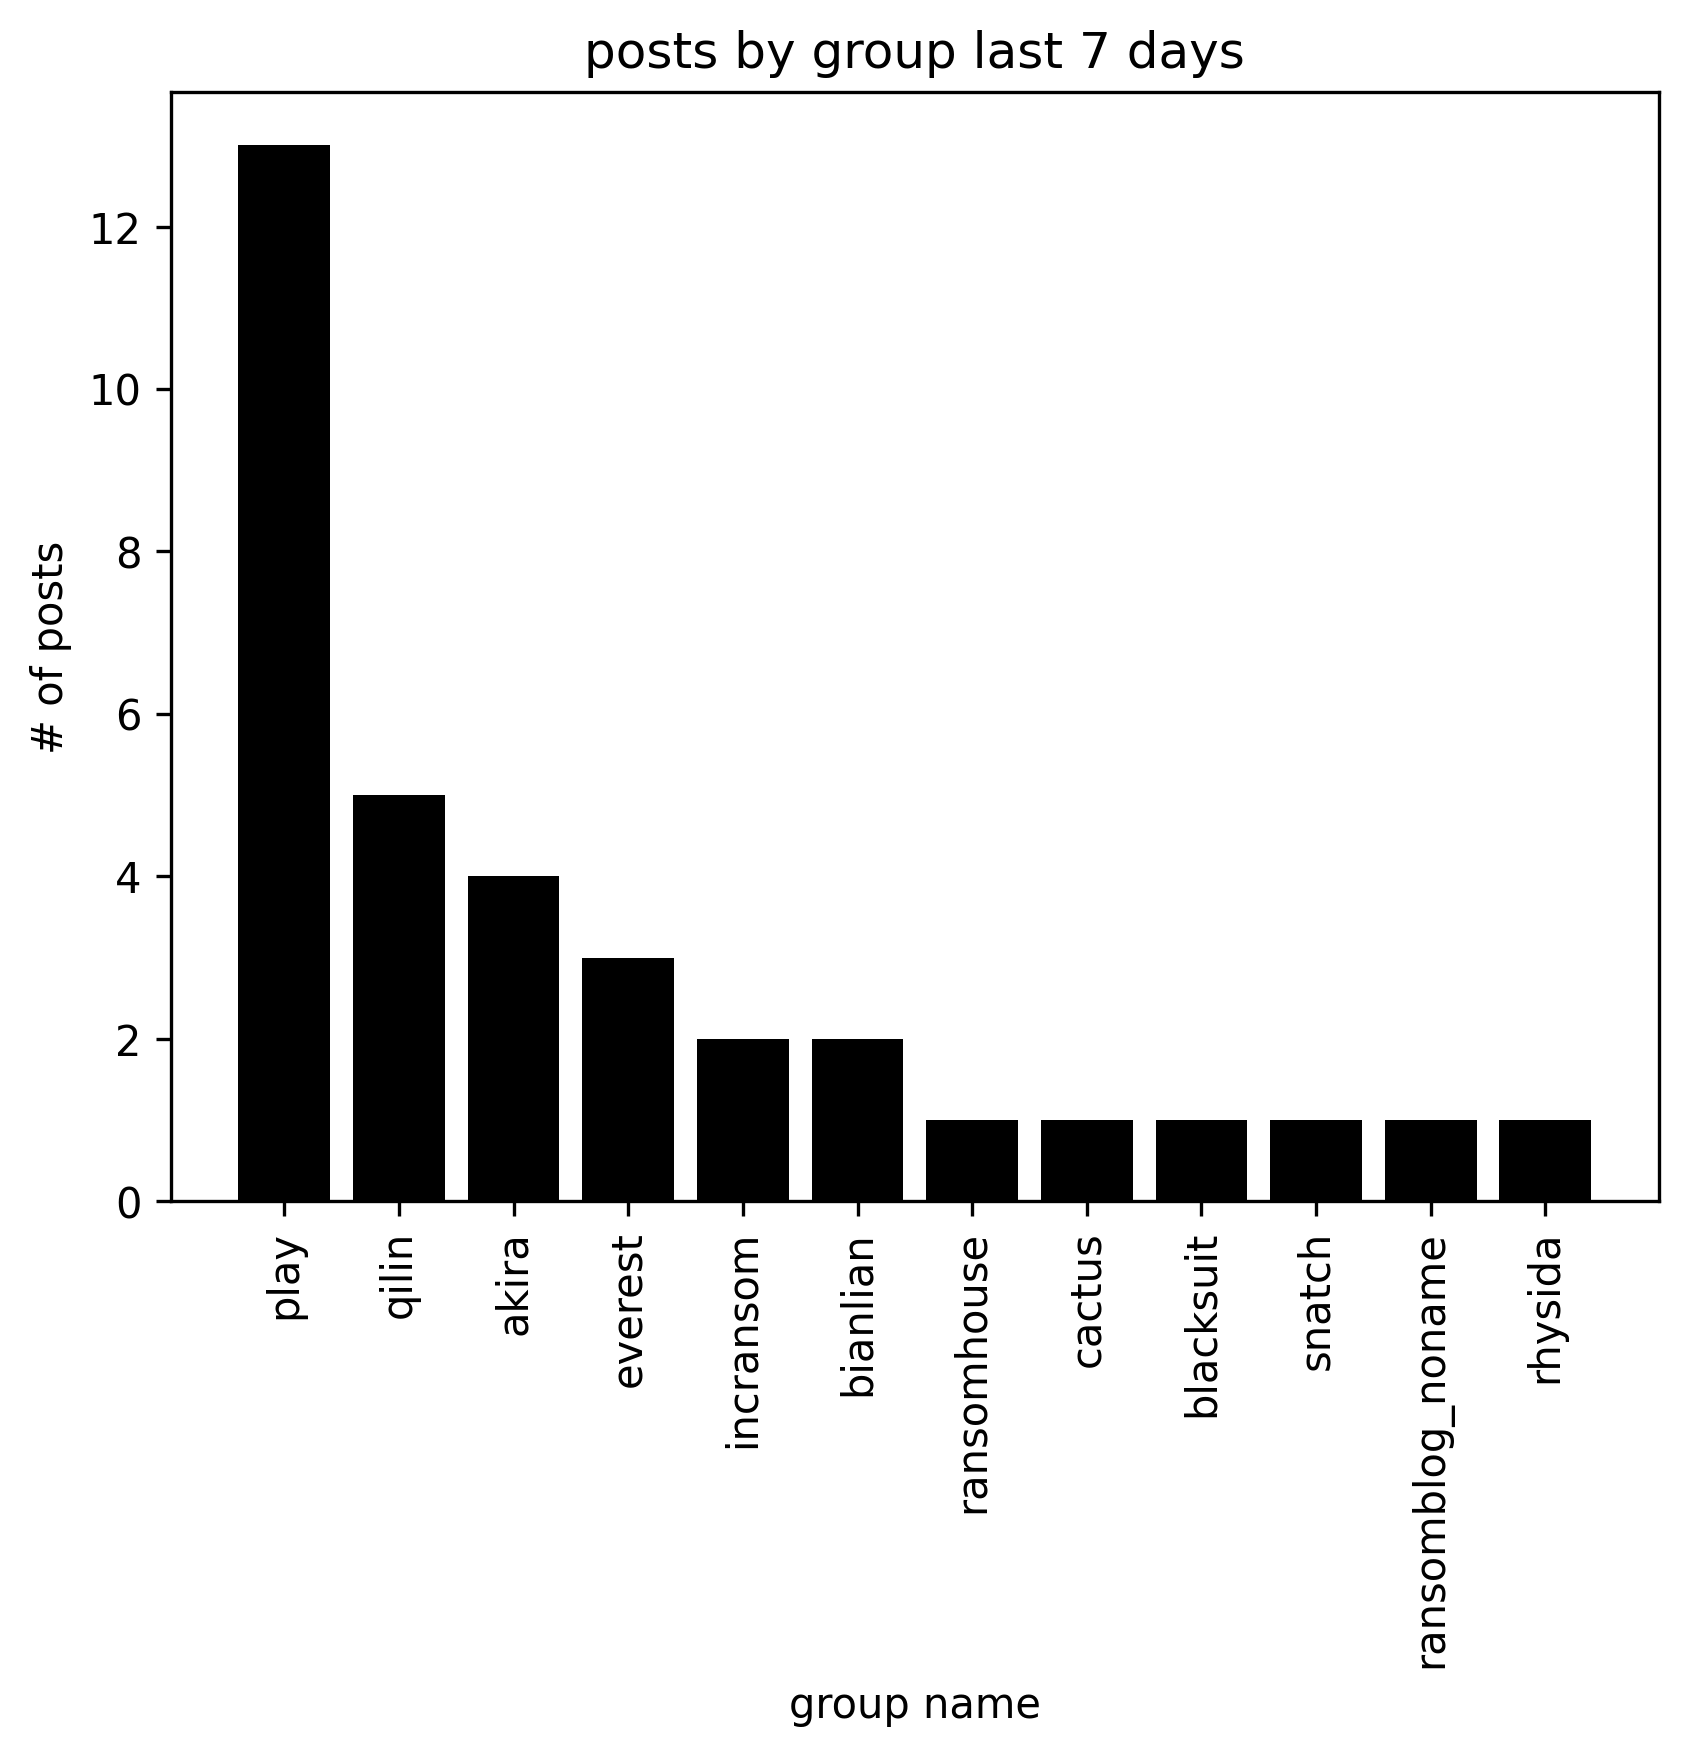 posts by group last 7 days
# of posts
12
10
8
6
4
2
0
play
qilin
akira
everest
incransom
bianlian
ransomhouse
cactus
blacksuit
snatch
ransomblog_noname
rhysida
group name